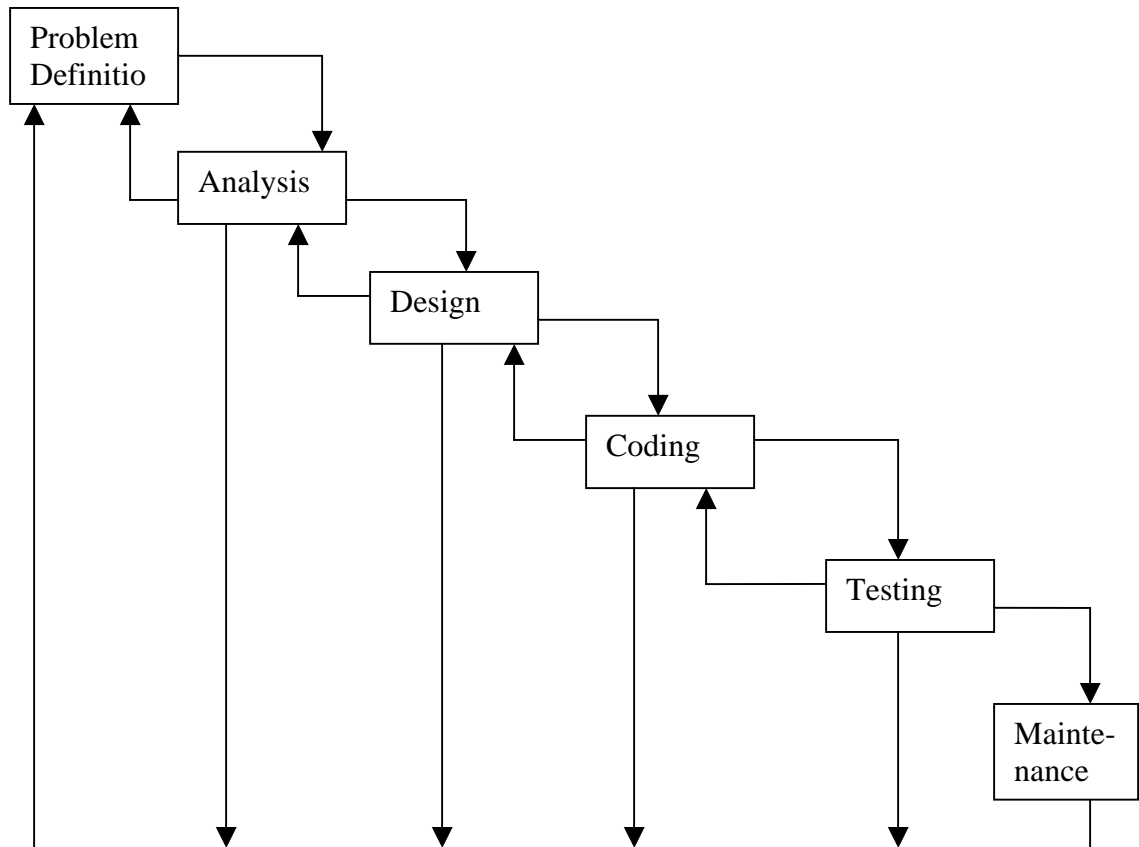 Problem
Definitio
Analysis
Design
Coding
Testing
Mainte-
nance